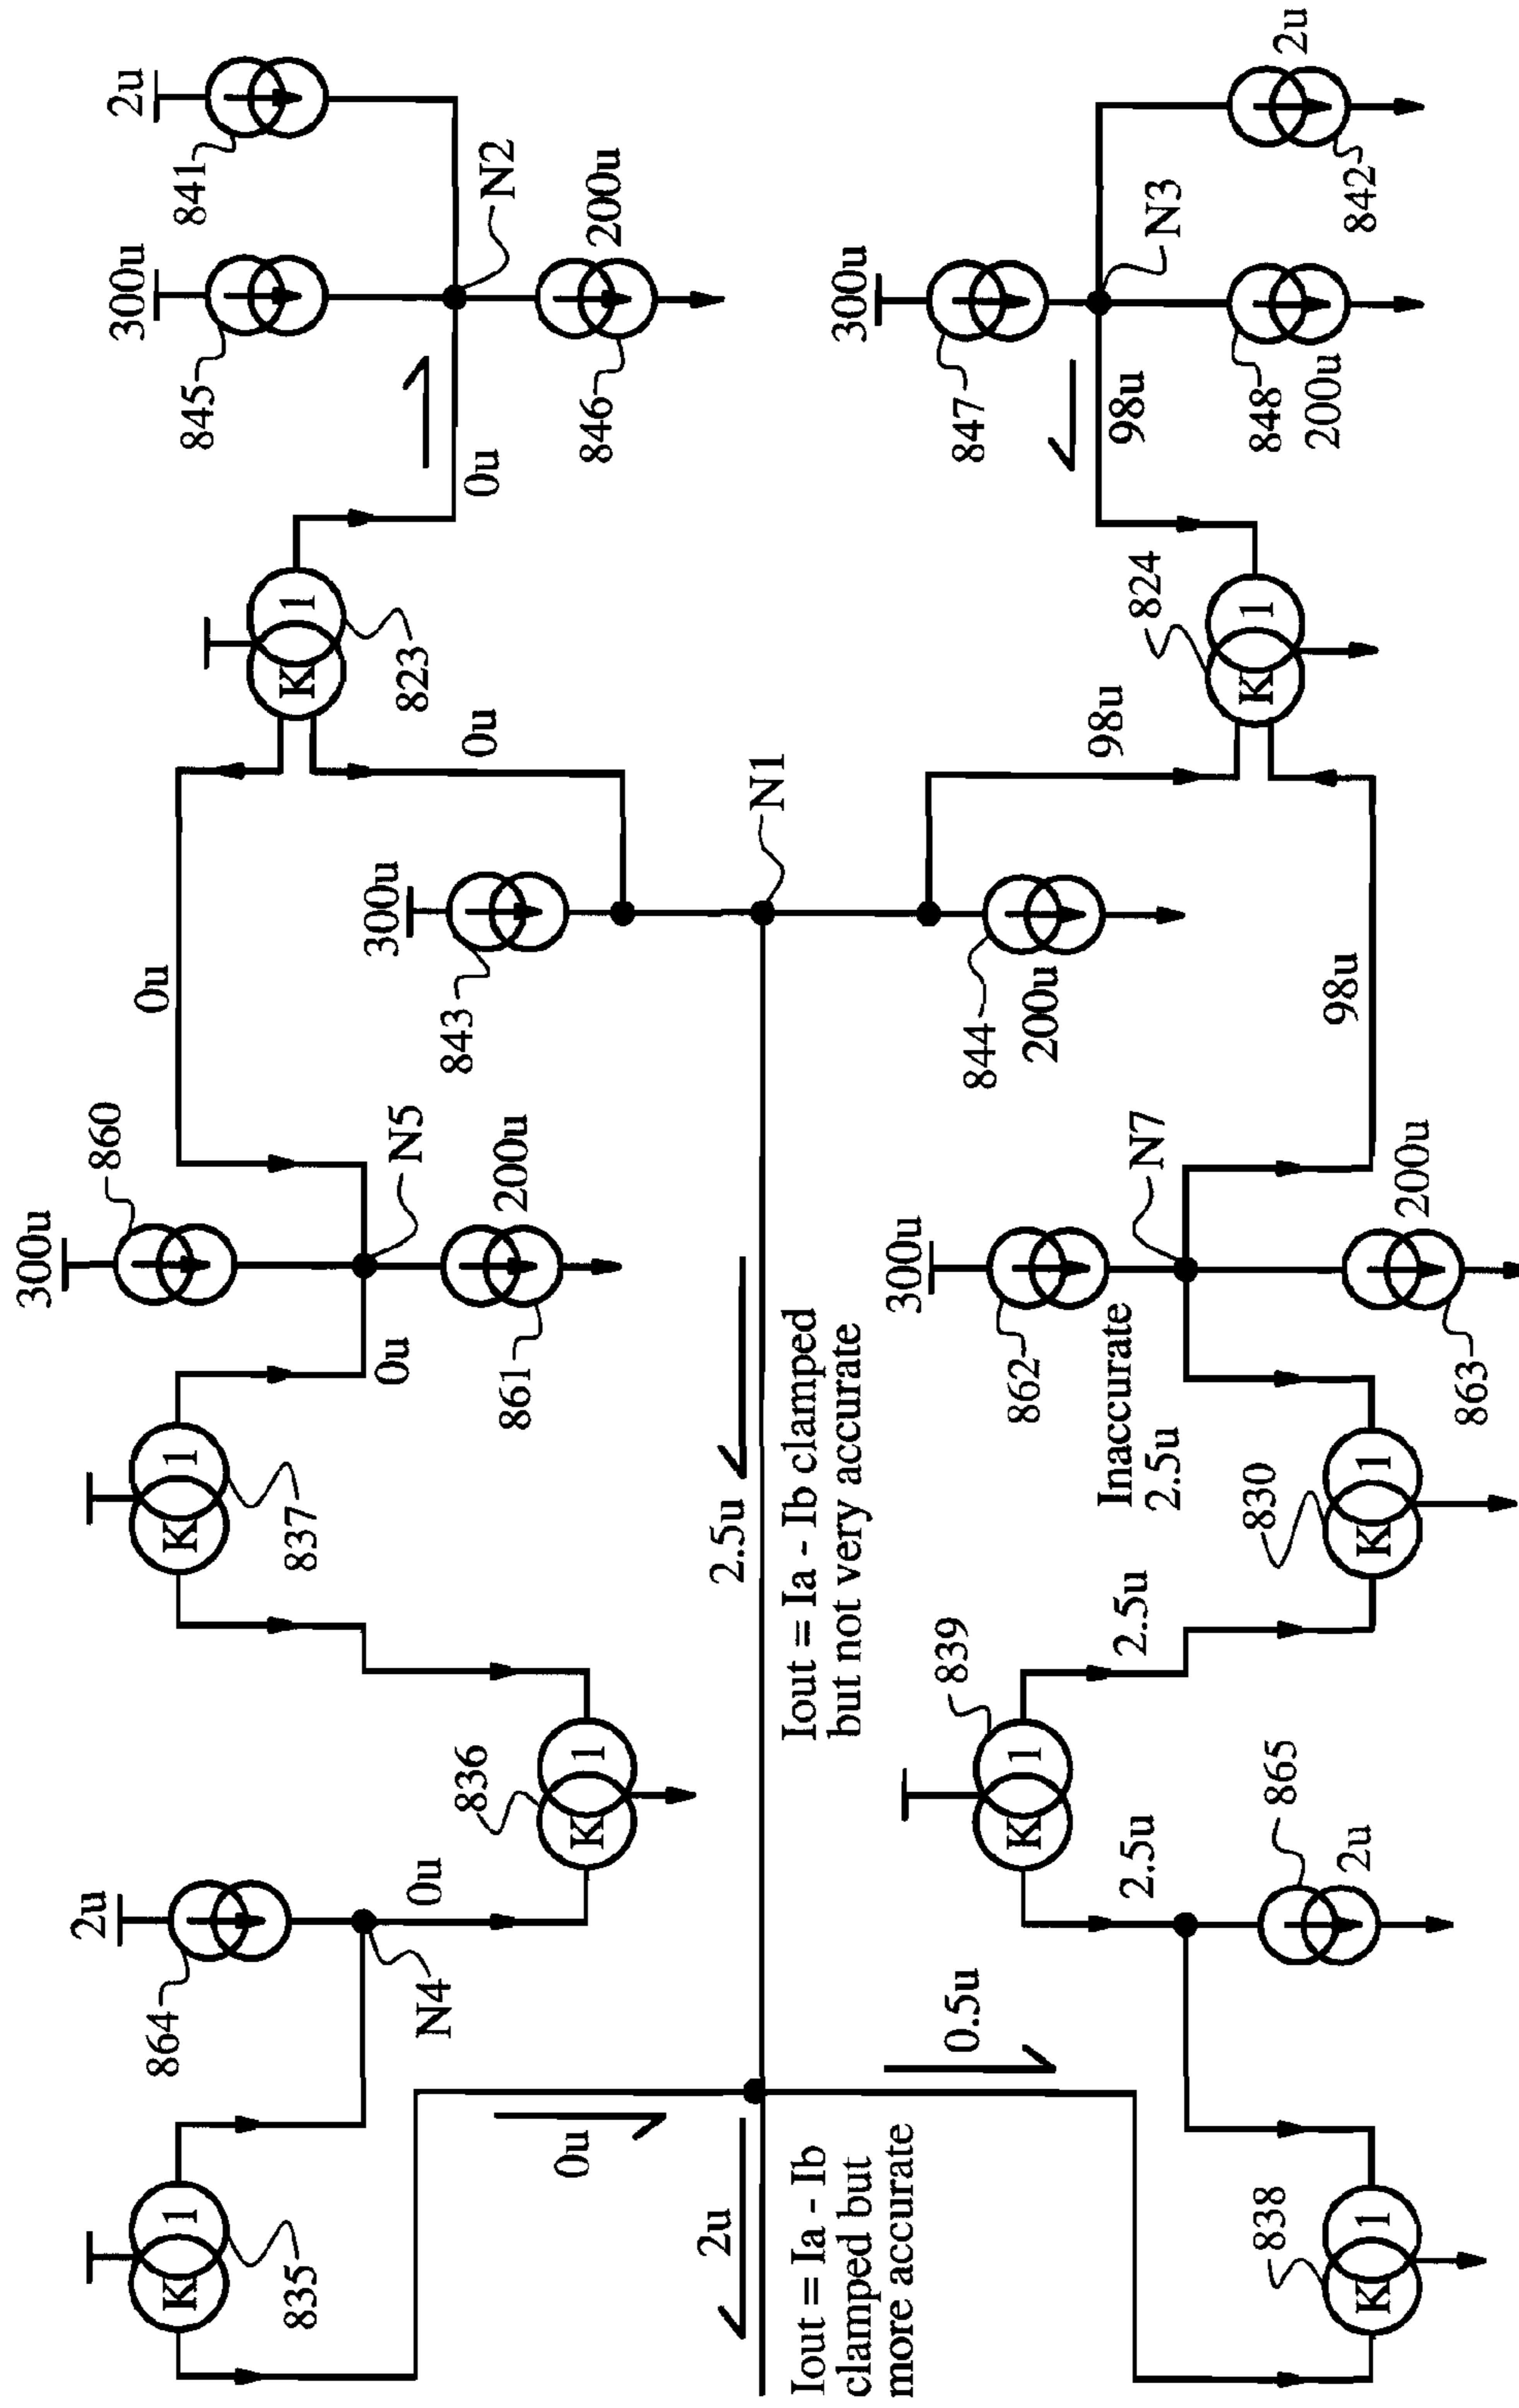 2u
841
300u
845
N2
200u
846
0u
K
1
823
0u
0u
300u
843
N1
844
200u
300u
847
N3
98u
848
200u
842
2u
824
K
1
98u
98u
860
300u
N5
200u
861
0u
K
1
837
836
K
1
2u
864
N4
0u
K
1
835
0u
2.5u
Iout = Ia - Ib clamped
but not very accurate
2u
Iout = Ia - Ib
clamped but
more accurate
0.5u
N7
300u
200u
862
863
Inaccurate
2.5u
830
K
1
2.5u
839
K
1
2.5u
865
2u
838
K
1